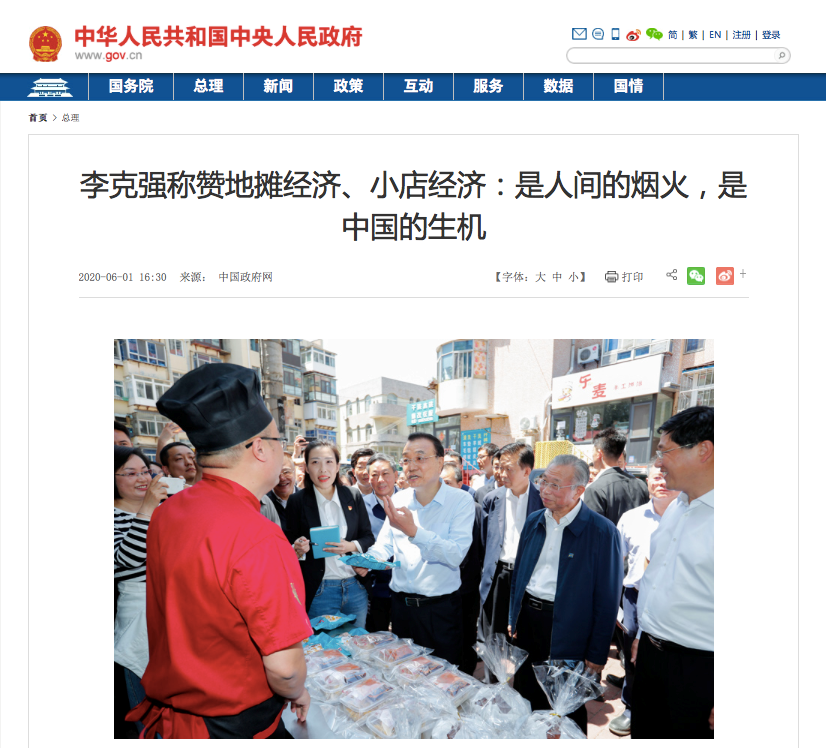 中华人民共和国中央人民政府
www.gov.cn
简 | 繁 | EN | 注册 | 登录
国务院 总理 新闻 政策 互动 服务 数据 国情
首页 > 总理
李克强称赞地摊经济、小店经济：是人间的烟火，是
中国的生机
2020-06-01 16:30 来源： 中国政府网
【字体：大 中 小】 打印